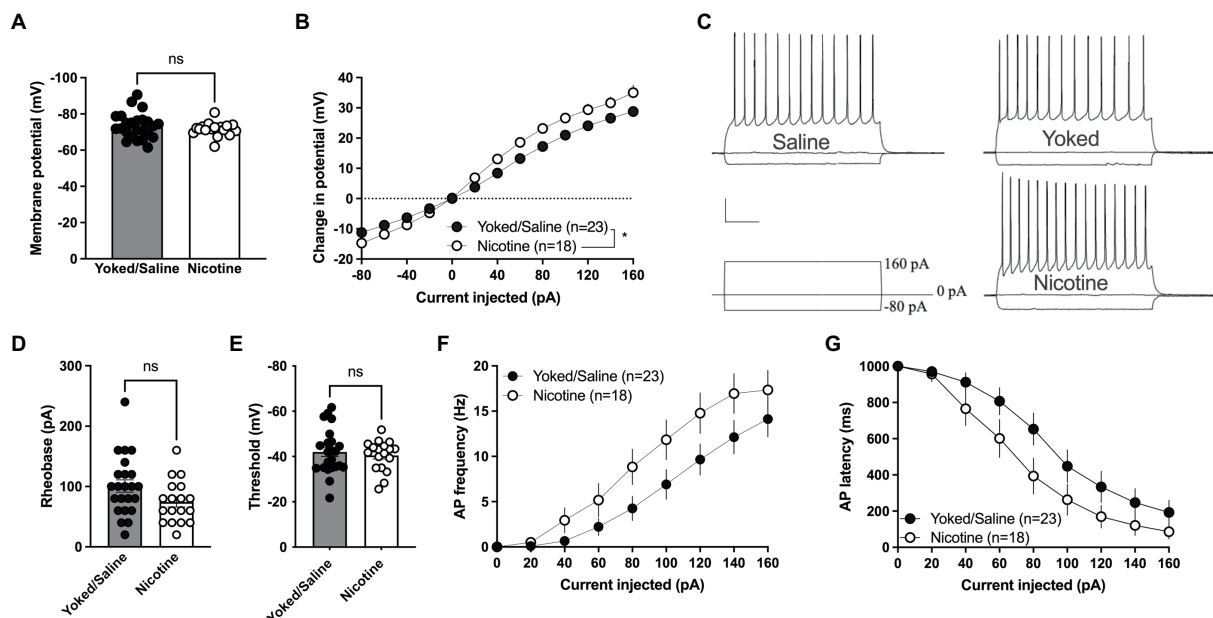 A
ns
Membrane potential (mV)
-100
-80
-60
-40
-20
0
Yoked/Saline Nicotine
B
Change in potential (mV)
40
30
20
10
0
-10
-20
Yoked/Saline (n=23)
Nicotine (n=18)
*
-80 -40 0 40 80 120 160
Current injected (pA)
C
Saline
Yoked
Nicotine
160 pA
0 pA
-80 pA
D
ns
Rheobase (pA)
300
200
100
0
Yoked/Saline
Nicotine
E
ns
Threshold (mV)
-80
-60
-40
-20
0
Yoked/Saline
Nicotine
F
AP frequency (Hz)
20
15
10
5
0
Yoked/Saline (n=23)
Nicotine (n=18)
0 20 40 60 80 100 120 140 160
Current injected (pA)
G
AP latency (ms)
1000
800
600
400
200
0
Yoked/Saline (n=23)
Nicotine (n=18)
0 20 40 60 80 100 120 140 160
Current injected (pA)